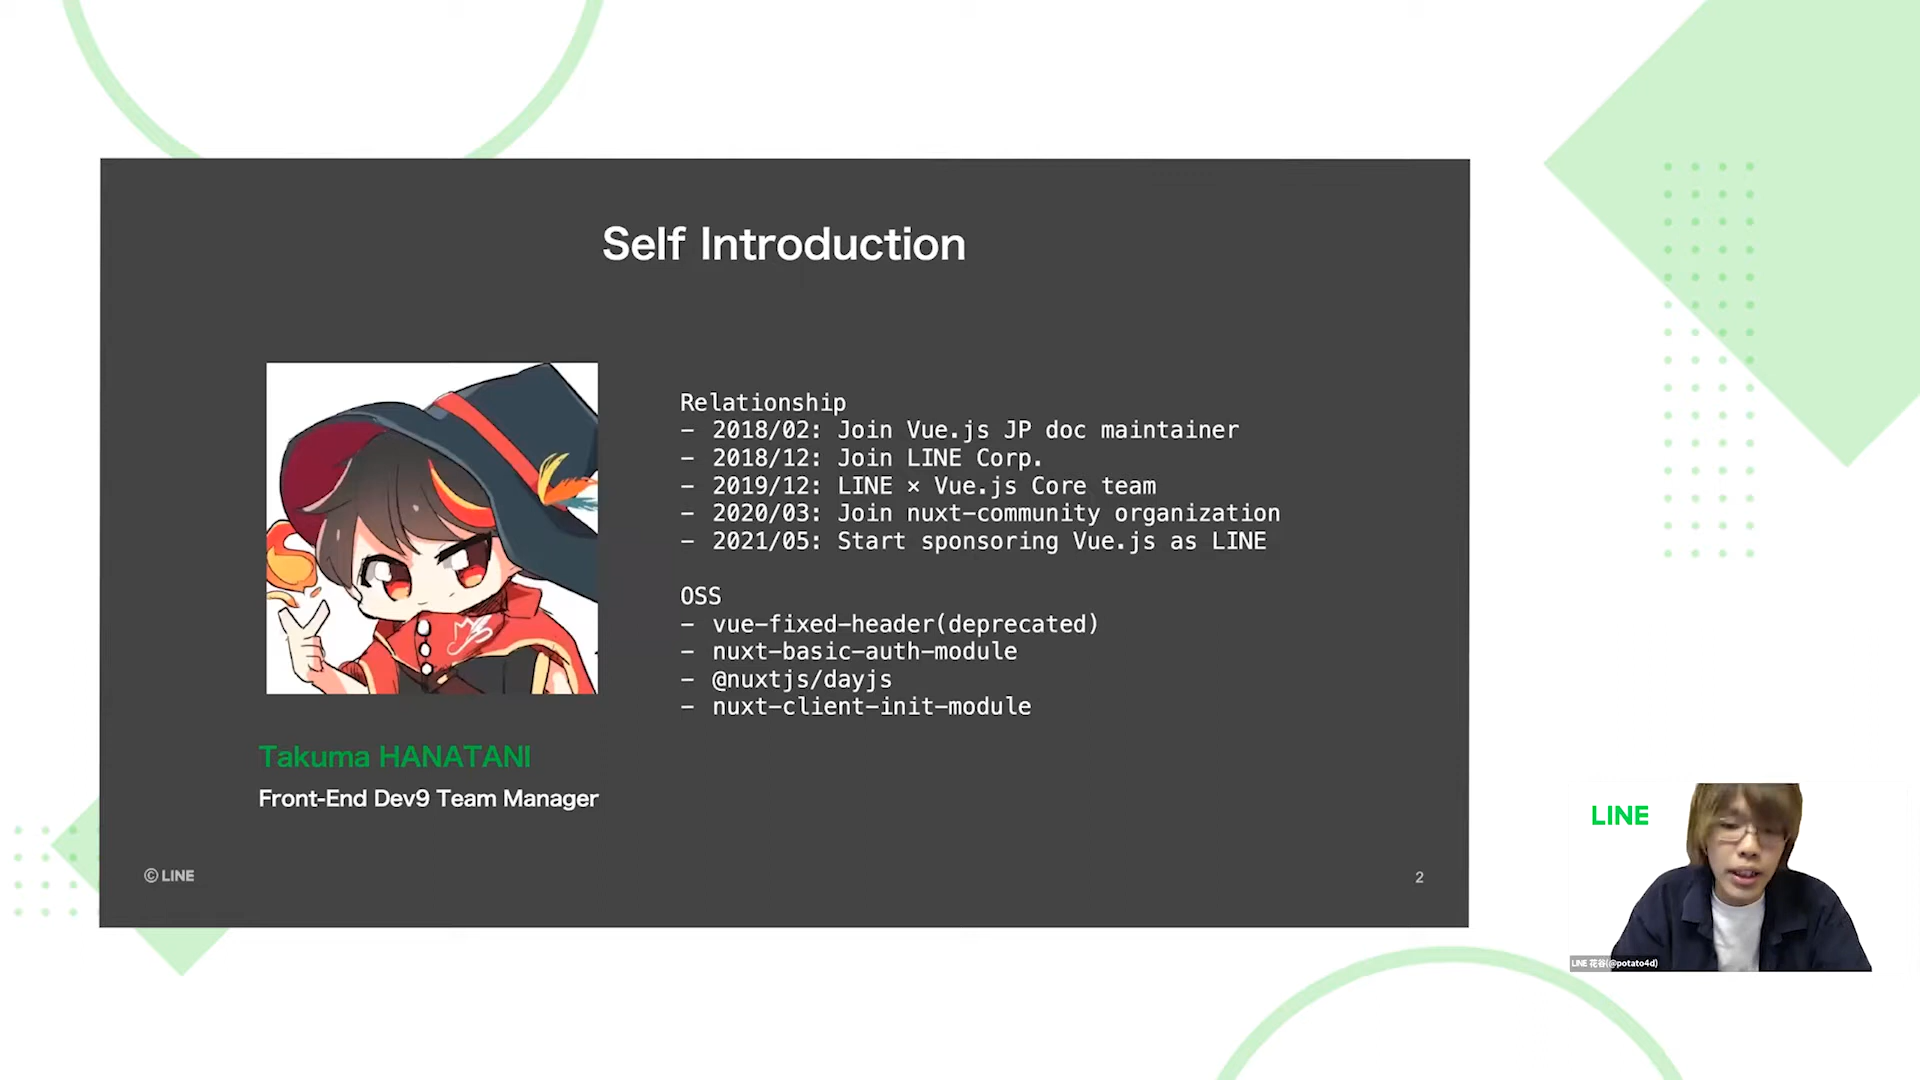 Self Introduction
Relationship
- 2018/02: Join Vue.js JP doc maintainer
- 2018/12: Join LINE Corp.
- 2019/12: LINE × Vue.js Core team
- 2020/03: Join nuxt-community organization
- 2021/05: Start sponsoring Vue.js as LINE
OSS
- vue-fixed-header(deprecated)
- nuxt-basic-auth-module
- @nuxtjs/dayjs
- nuxt-client-init-module
Takuma HANATANI
Front-End Dev9 Team Manager
© LINE
2
LINE
LINE 花谷(@potato4d)